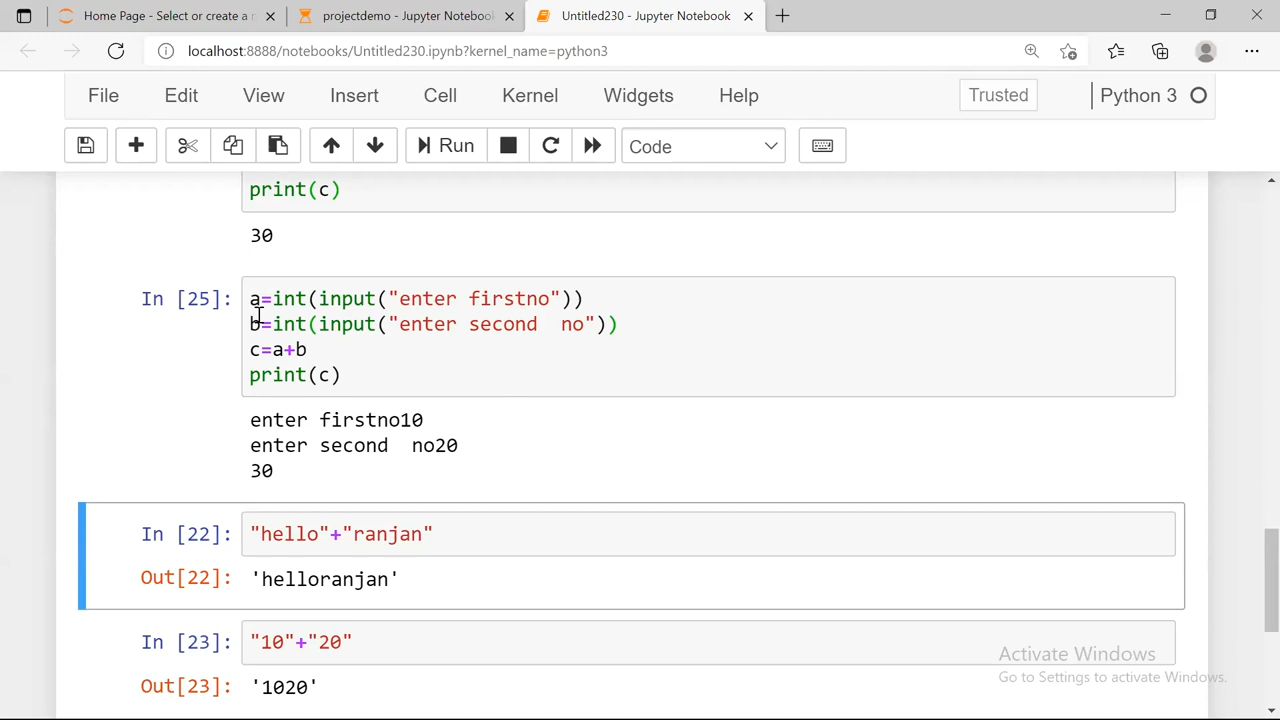 Home Page - Select or create a n
projectdemo - Jupyter Notebook
Untitled230 - Jupyter Notebook
localhost:8888/notebooks/Untitled230.ipynb?kernel_name=python3
File Edit View Insert Cell Kernel Widgets Help Trusted Python 3
Run Code
print(c)
30
In [25]: a=int(input("enter firstno"))
b=int(input("enter second  no"))
c=a+b
print(c)
enter firstno10
enter second  no20
30
In [22]: "hello"+"ranjan"
Out[22]: 'helloranjan'
In [23]: "10"+"20"
Out[23]: '1020'
Activate Windows
Go to Settings to activate Windows.